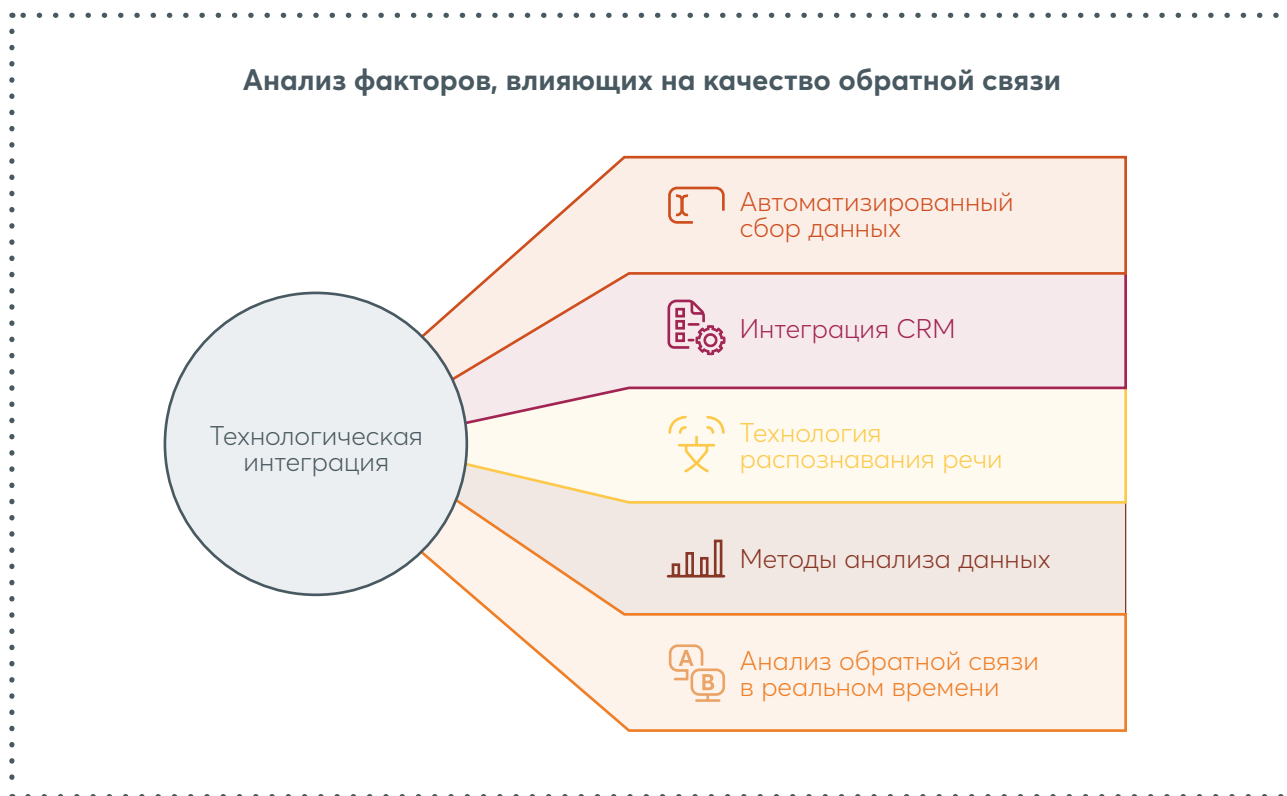 Анализ факторов, влияющих на качество обратной связи
Автоматизированный
сбор данных
Интеграция CRM
Технологическая
интеграция
Технология
распознавания речи
Методы анализа данных
A
B
Анализ обратной связи
в реальном времени